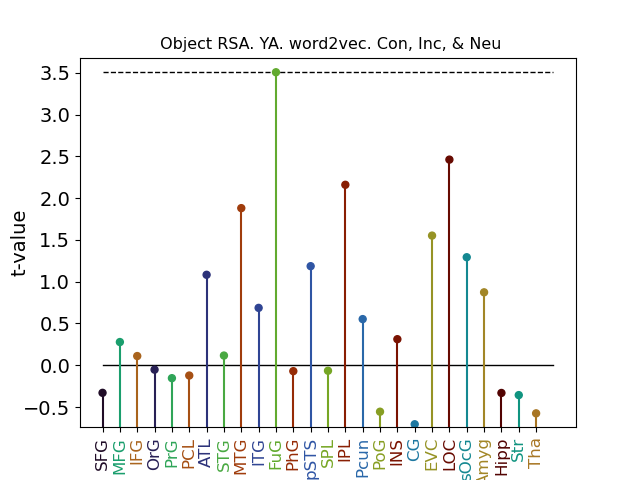 Object RSA. YA. word2vec. Con, Inc, & Neu
t-value
3.5
3.0
2.5
2.0
1.5
1.0
0.5
0.0
−0.5
SFG
MFG
IFG
OrG
PrG
PCL
ATL
STG
MTG
ITG
FuG
PhG
pSTS
SPL
IPL
Pcun
PoG
INS
CG
EVC
LOC
sOcG
Amyg
Hipp
Str
Tha